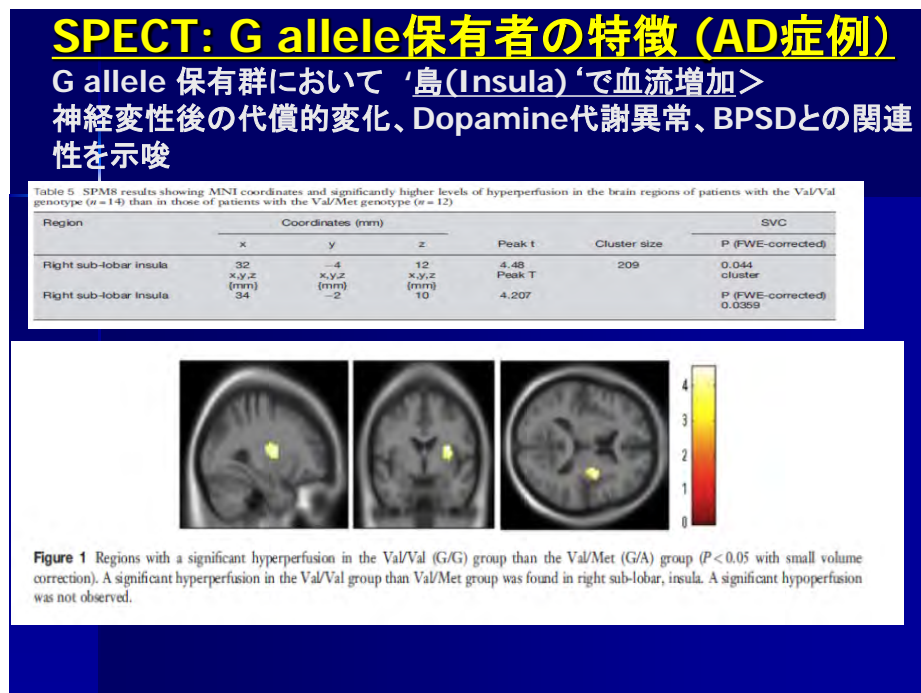 SPECT: G allele保有者の特徴 (AD症例)
G allele 保有群において ‘島(Insula) ‘で血流増加＞
神経変性後の代償的変化、Dopamine代謝異常、BPSDとの関連
性を示唆
Table 5 SPM8 results showing MNI coordinates and significantly higher levels of hyperperfusion in the brain regions of patients with the Val/Val
genotype (n = 14) than in those of patients with the Val/Met genotype (n = 12)
Region Coordinates (mm) SVC
x y z Peak t Cluster size P (FWE-corrected)
Right sub-lobar insula 32 −4 12 4.48 209 0.044
x,y,z x,y,z x,y,z Peak T cluster
{mm} {mm} {mm}
Right sub-lobar Insula 34 −2 10 4.207 P (FWE-corrected)
0.0359
4
3
2
1
0
Figure 1 Regions with a significant hyperperfusion in the Val/Val (G/G) group than the Val/Met (G/A) group (P < 0.05 with small volume
correction). A significant hyperperfusion in the Val/Val group than Val/Met group was found in right sub-lobar, insula. A significant hypoperfusion
was not observed.